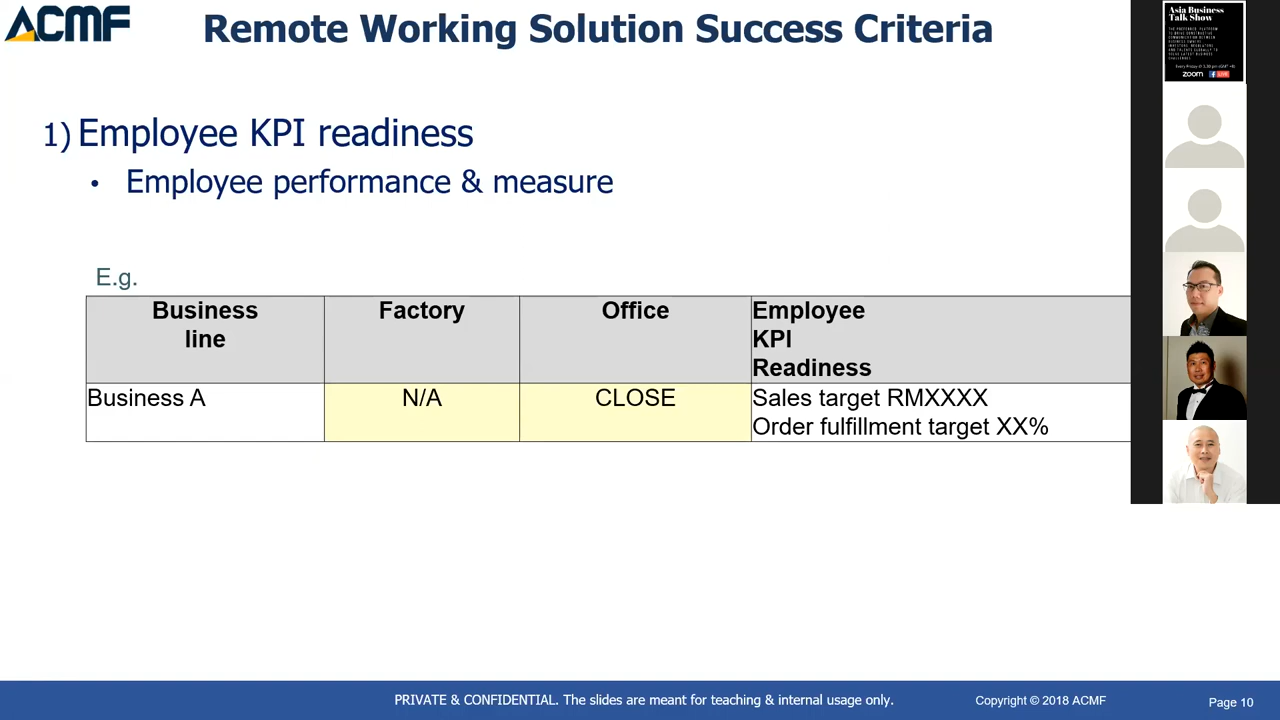 ACMF
Remote Working Solution Success Criteria
1) Employee KPI readiness
• Employee performance & measure
E.g.
Business line
Factory
Office
Employee KPI Readiness
Business A
N/A
CLOSE
Sales target RMXXXX
Order fulfillment target XX%
PRIVATE & CONFIDENTIAL. The slides are meant for teaching & internal usage only.
Copyright © 2018 ACMF
Page 10
Asia Business
Talk Show
zoom
LIVE